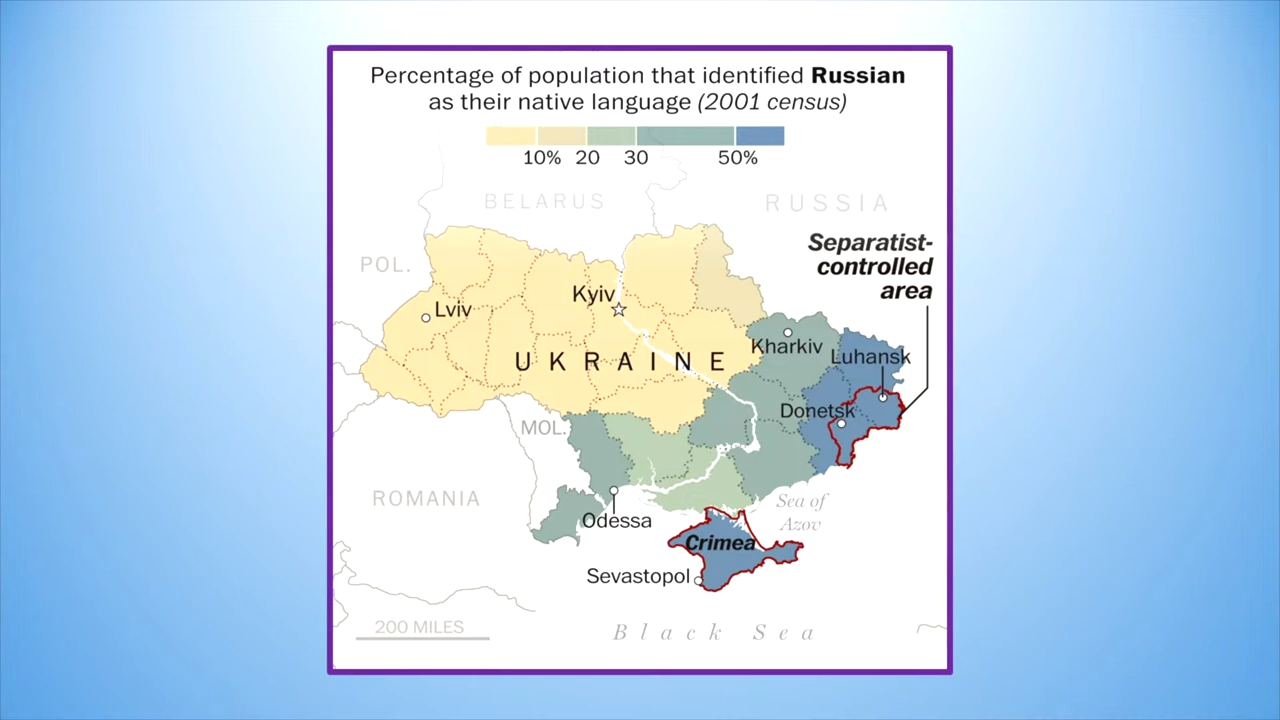 Percentage of population that identified Russian
as their native language (2001 census)
10% 20 30 50%
BELARUS
RUSSIA
Separatist-
controlled
area
POL.
Kyiv
Lviv
Kharkiv
UKRAINE
Luhansk
Donetsk
MOL.
ROMANIA
Sea of
Azov
Odessa
Crimea
Sevastopol
200 MILES
Black Sea